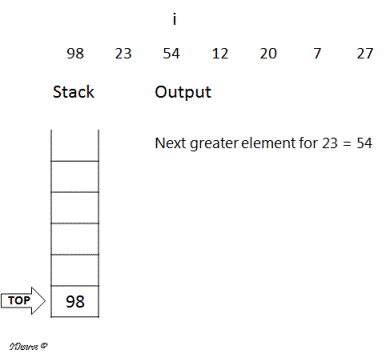 i
98 23 54 12 20 7 27
Stack Output
Next greater element for 23 = 54
TOP 98